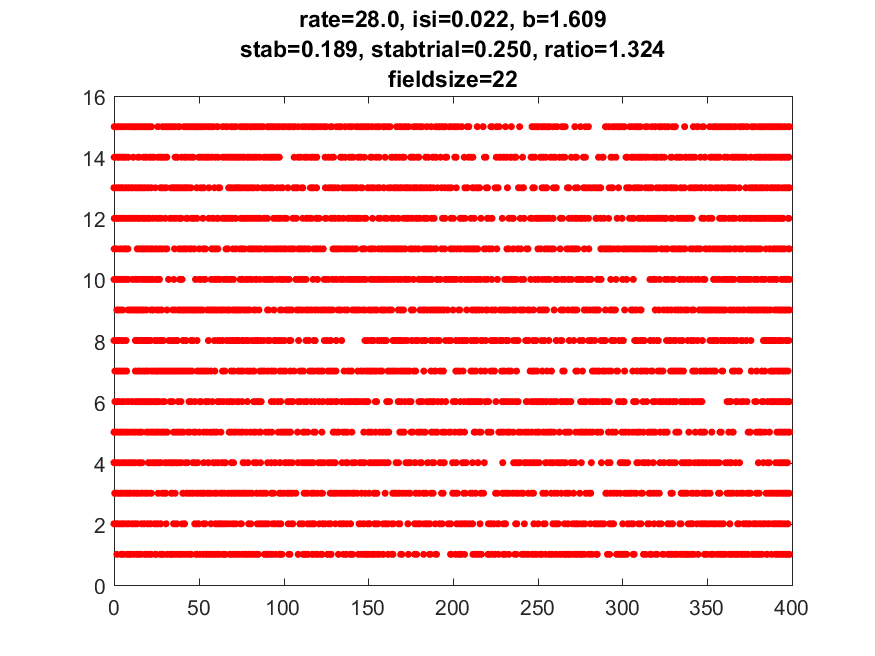 rate=28.0, isi=0.022, b=1.609
stab=0.189, stabtrial=0.250, ratio=1.324
fieldsize=22
16
14
12
10
8
6
4
2
0
0 50 100 150 200 250 300 350 400